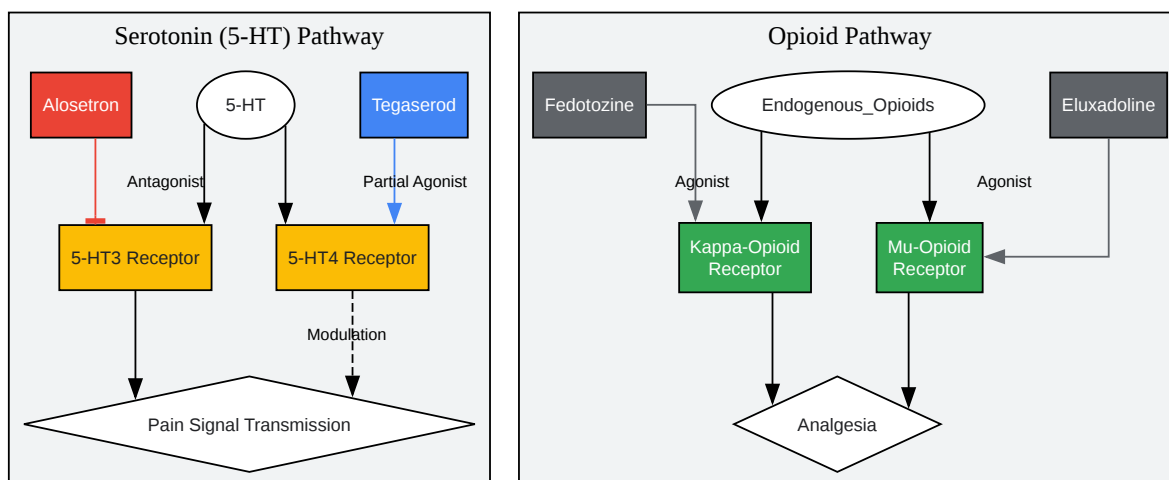 Serotonin (5-HT) Pathway
Alosetron
5-HT
Tegaserod
Antagonist
Partial Agonist
5-HT3 Receptor
5-HT4 Receptor
Modulation
Pain Signal Transmission
Opioid Pathway
Fedotozine
Endogenous_Opioids
Eluxadoline
Agonist
Agonist
Kappa-Opioid
Receptor
Mu-Opioid
Receptor
Analgesia